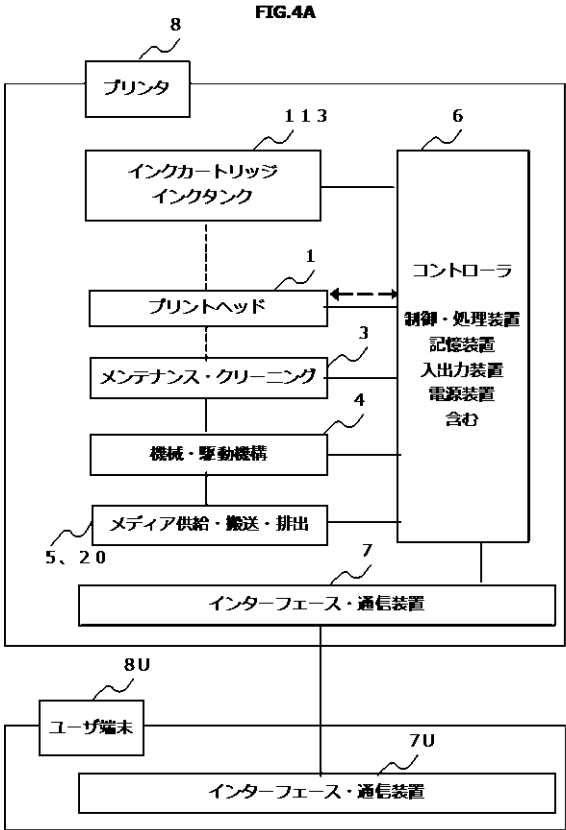 FIG.4A
8
プリンタ
113
インクカートリッジ
インクタンク
6
コントローラ
制御・処理装置
記憶装置
入出力装置
電源装置
含む
1
プリントヘッド
3
メンテナンス・クリーニング
4
機械・駆動機構
メディア供給・搬送・排出
5、20
7
インターフェース・通信装置
8U
ユーザ端末
7U
インターフェース・通信装置